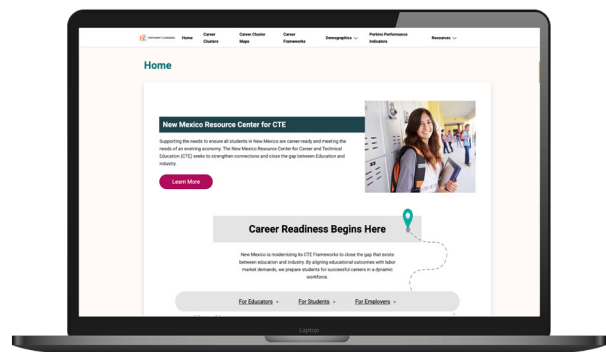 ADVANCE CAREERS
Home
Career Clusters
Career Cluster Maps
Career Frameworks
Demographics
Perkins Performance Indicators
Resources
Home
New Mexico Resource Center for CTE
Supporting the needs to ensure all students in New Mexico are career-ready and meeting the
needs of an evolving economy. The New Mexico Resource Center for Career and Technical
Education (CTE) seeks to strengthen connections and close the gap between Education and
industry.
Learn More
Career Readiness Begins Here
New Mexico is modernizing its CTE Frameworks to close the gap that exists
between education and industry. By aligning educational outcomes with labor
market demands, we prepare students for successful careers in a dynamic
workforce.
For Educators
For Students
For Employers
Laptop